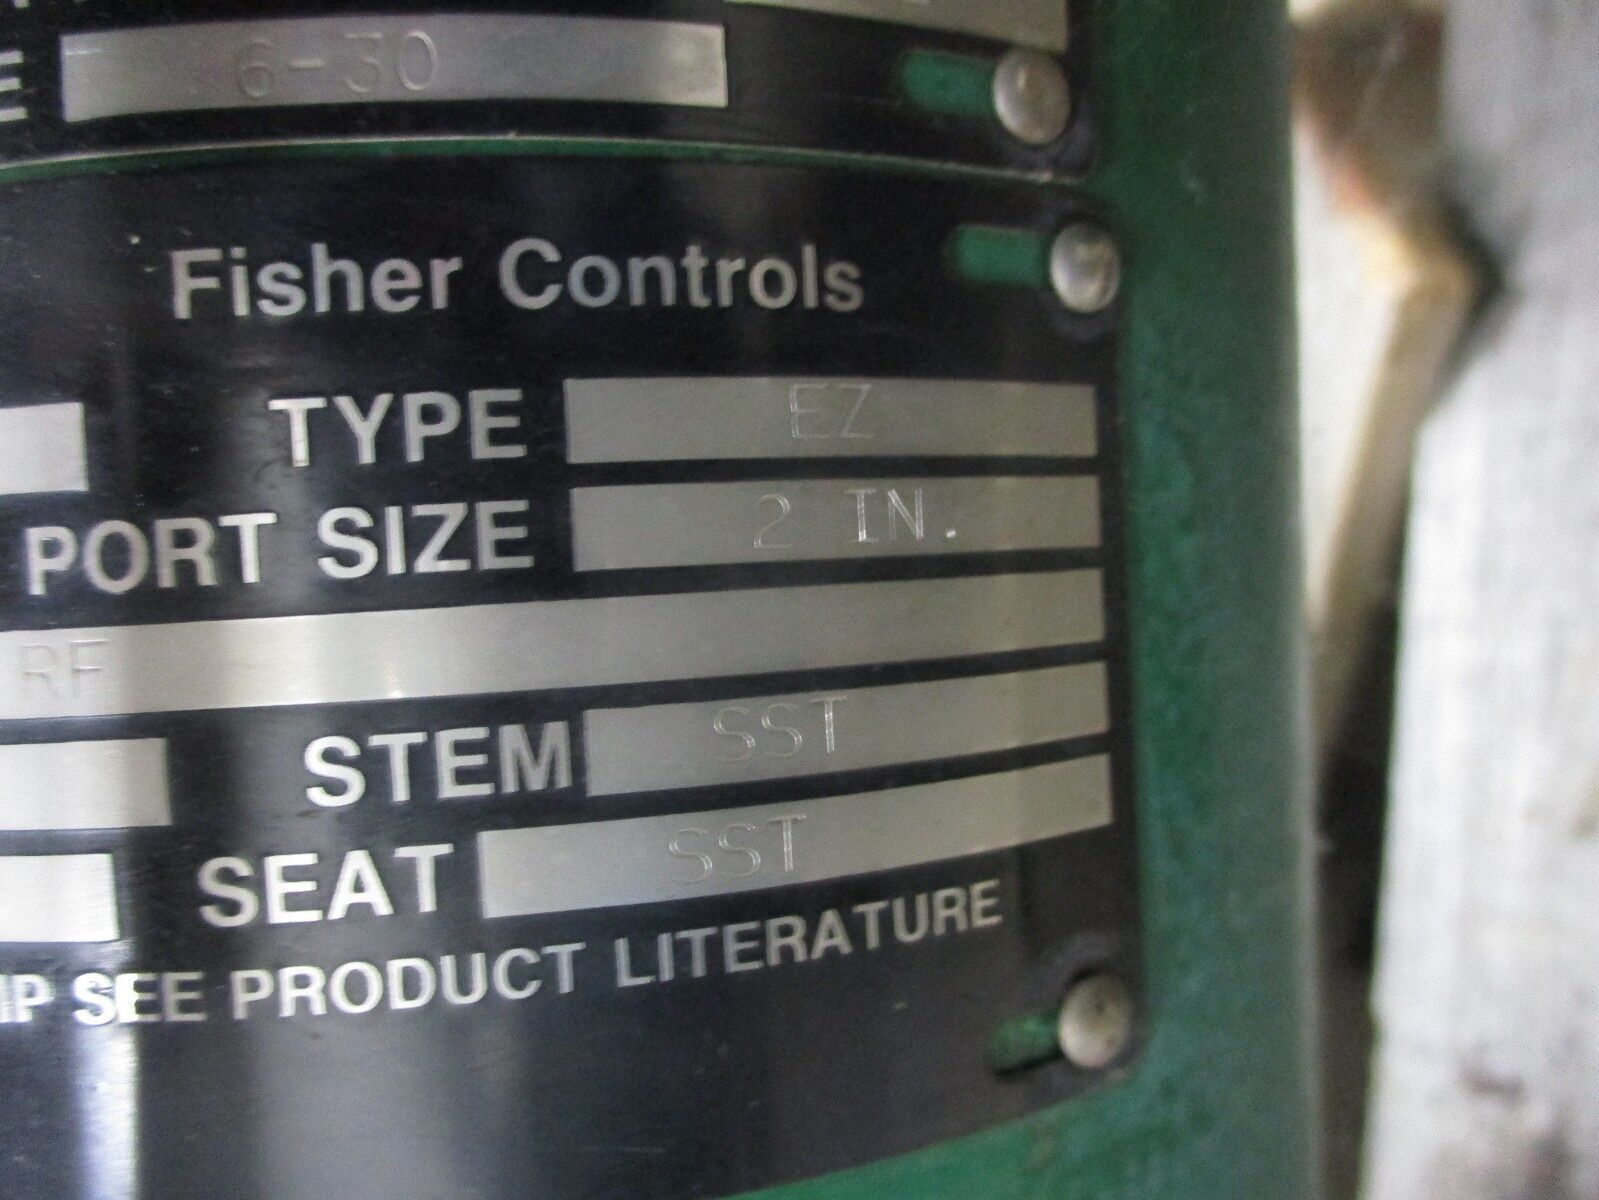 E 6-30
Fisher Controls
TYPE EZ
PORT SIZE 2 IN.
RF
STEM SST
SEAT SST
SEE PRODUCT LITERATURE